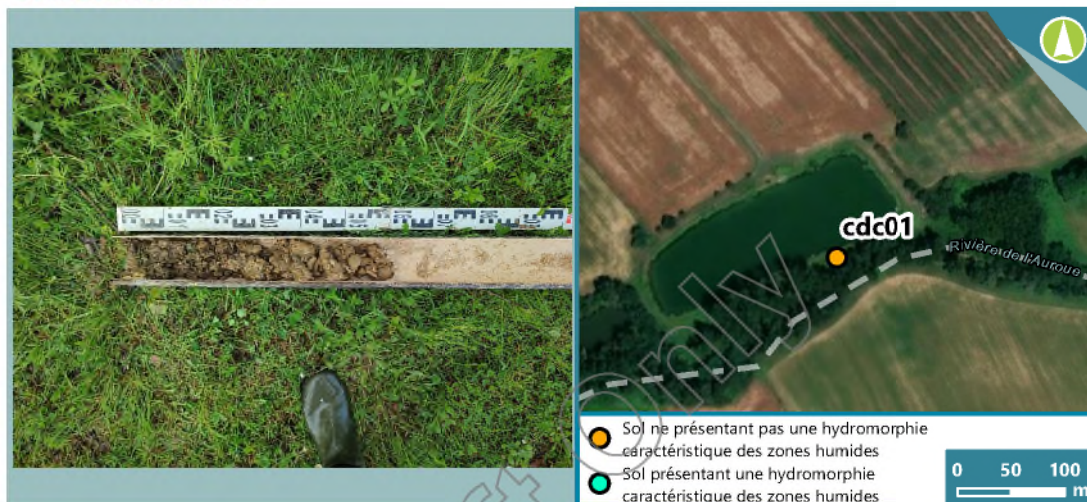 cdc01
Rivière de l'Auroue
Sol ne présentant pas une hydromorphie
caractéristique des zones humides
Sol présentant une hydromorphie
caractéristique des zones humides
0 50 100
m
Only